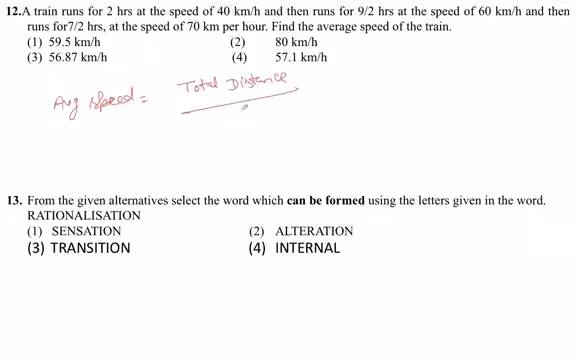 12.A train runs for 2 hrs at the speed of 40 km/h and then runs for 9/2 hrs at the speed of 60 km/h and then
runs for7/2 hrs, at the speed of 70 km per hour. Find the average speed of the train.
(1) 59.5 km/h (2) 80 km/h
(3) 56.87 km/h (4) 57.1 km/h
Total Distance
Avg Speed =
13. From the given alternatives select the word which can be formed using the letters given in the word.
RATIONALISATION
(1) SENSATION (2) ALTERATION
(3) TRANSITION (4) INTERNAL